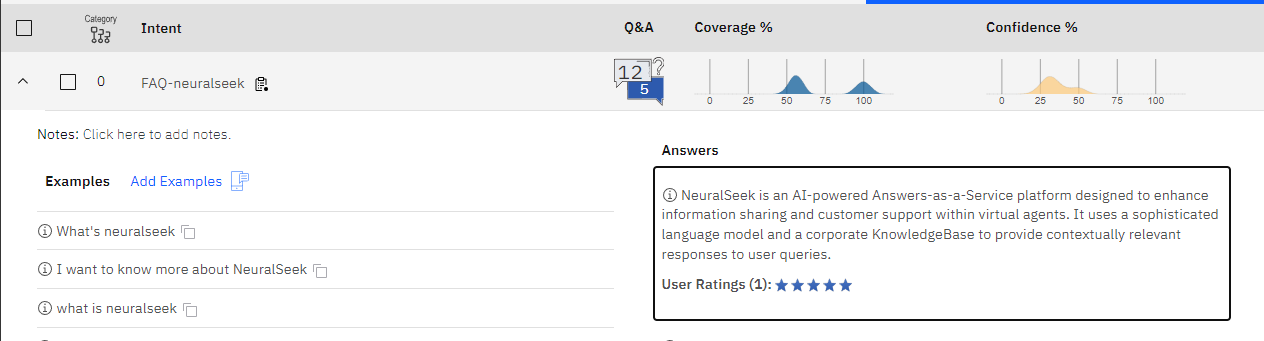 Category
Intent
Q&A
Coverage %
Confidence %
0
FAQ-neuralseek
12
?
5
0 25 50 75 100
0 25 50 75 100
Notes: Click here to add notes.
Answers
Examples Add Examples
NeuralSeek is an AI-powered Answers-as-a-Service platform designed to enhance
information sharing and customer support within virtual agents. It uses a sophisticated
language model and a corporate KnowledgeBase to provide contextually relevant
responses to user queries.
User Ratings (1):
What's neuralseek
I want to know more about NeuralSeek
what is neuralseek